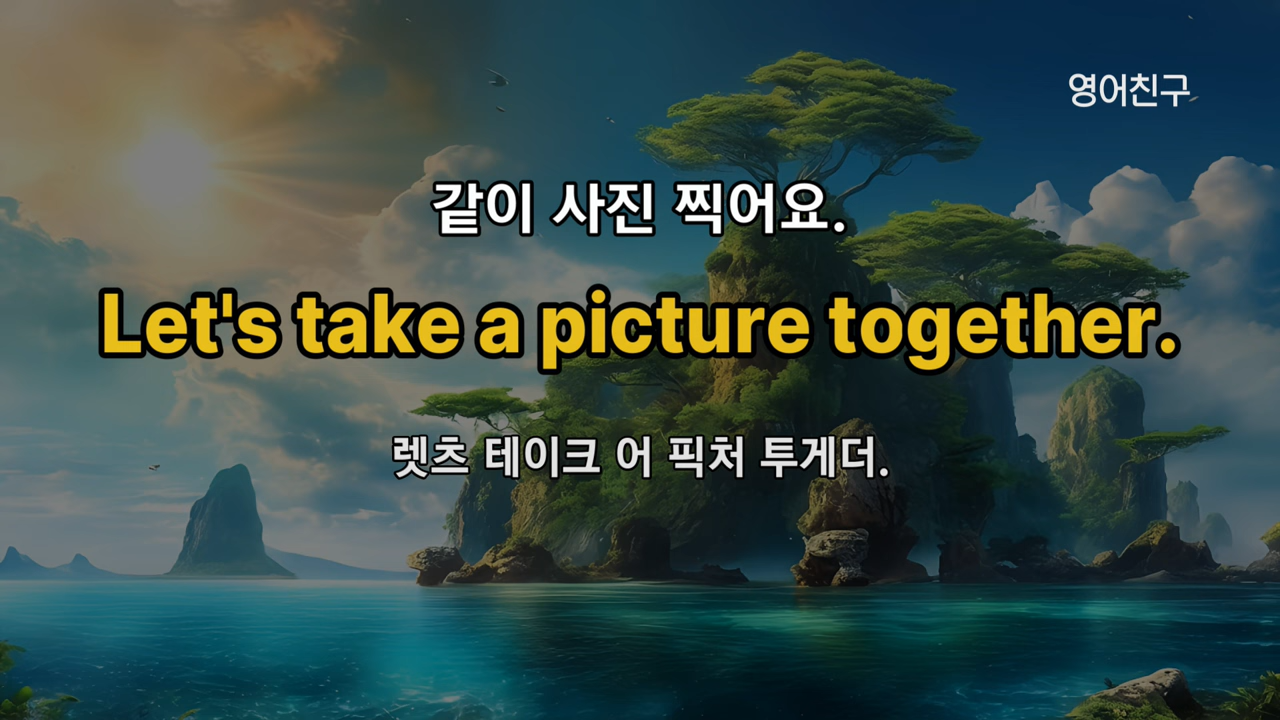 영어친구
같이 사진 찍어요.
Let's take a picture together.
렛츠 테이크 어 픽처 투게더.